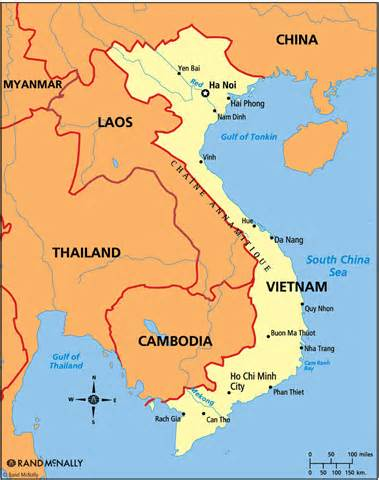 CHINA
Yen Bai
Red
Ha Noi
MYANMAR
Hai Phong
LAOS
Nam Dinh
Gulf of Tonkin
Vinh
CHAINE ANNAMITIQUE
Hue
Da Nang
THAILAND
South China
Sea
VIETNAM
Quy Nhon
CAMBODIA
Buon Ma Thuot
Nha Trang
Gulf of
Thailand
Cam Ranh
Bay
Ho Chi Minh
City
Phan Thiet
Mekong
N
W
E
S
Rach Gia
Can Tho
0 50 100 miles
0 50 100 km.
RAND MCNALLY
© Rand McNally